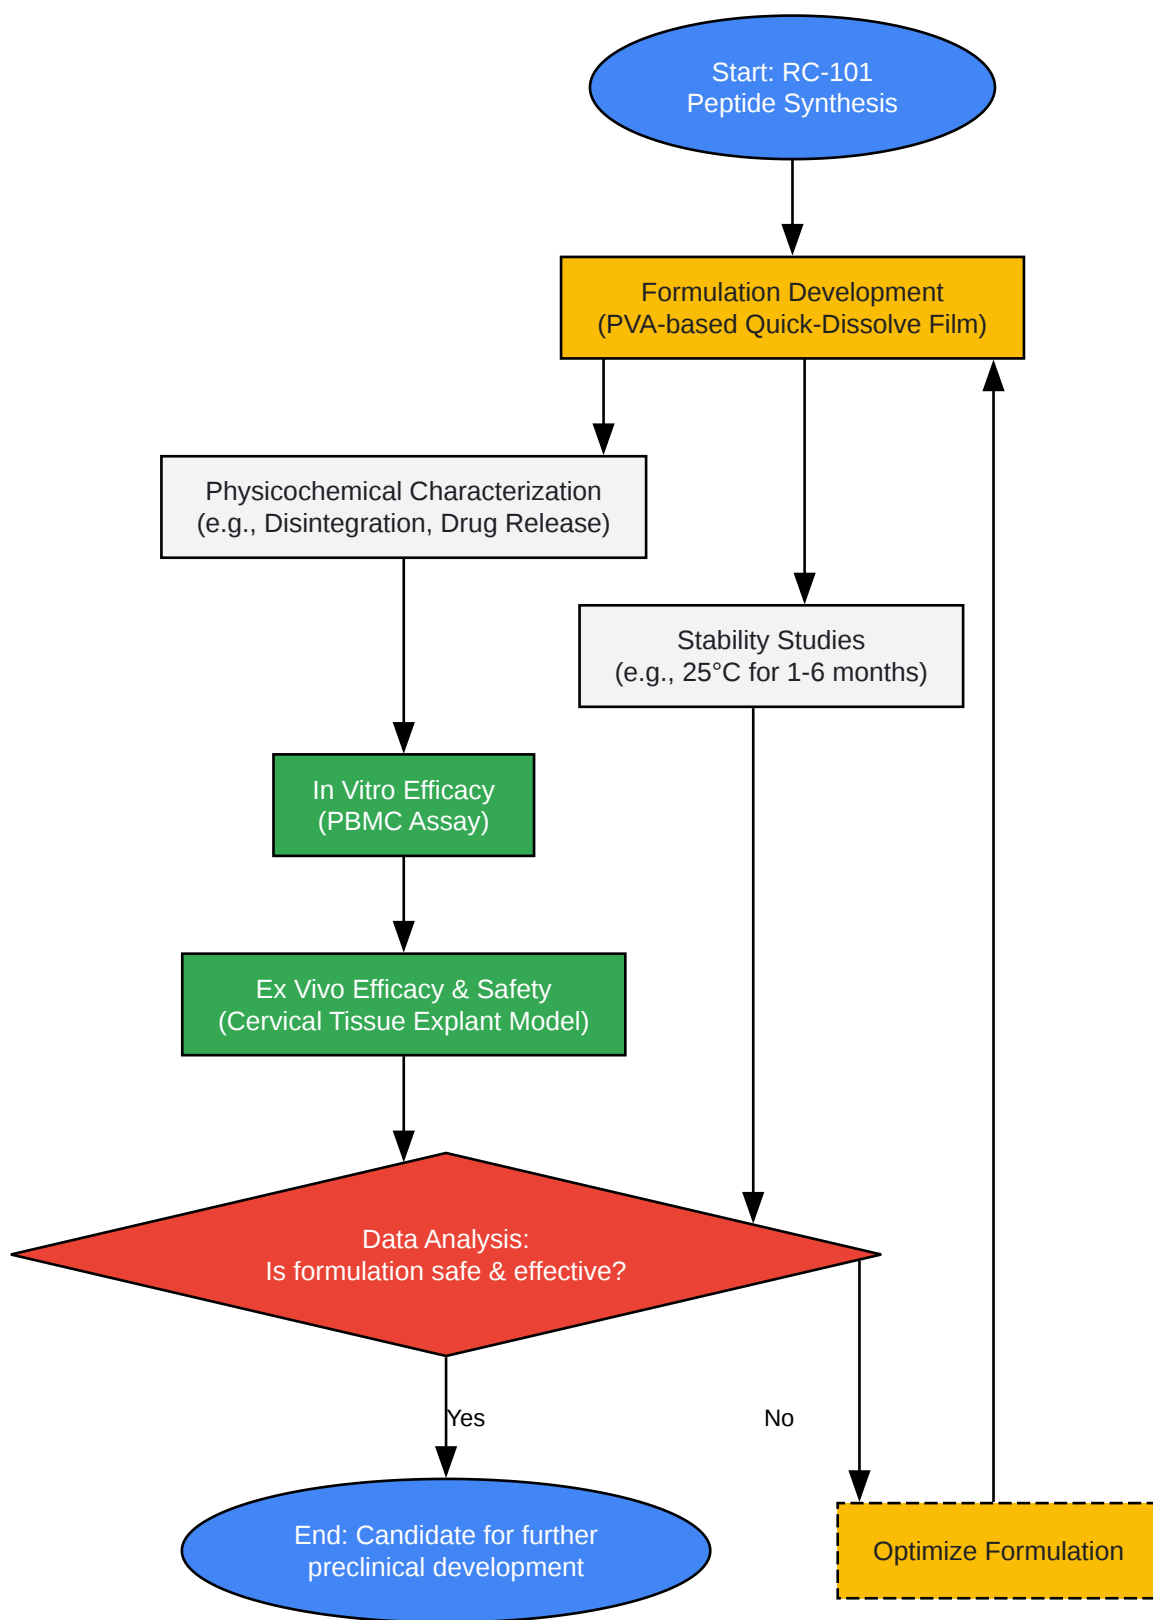 Start: RC-101
Peptide Synthesis
Formulation Development
(PVA-based Quick-Dissolve Film)
Physicochemical Characterization
(e.g., Disintegration, Drug Release)
Stability Studies
(e.g., 25°C for 1-6 months)
In Vitro Efficacy
(PBMC Assay)
Ex Vivo Efficacy & Safety
(Cervical Tissue Explant Model)
Data Analysis:
Is formulation safe & effective?
Yes
No
End: Candidate for further
preclinical development
Optimize Formulation